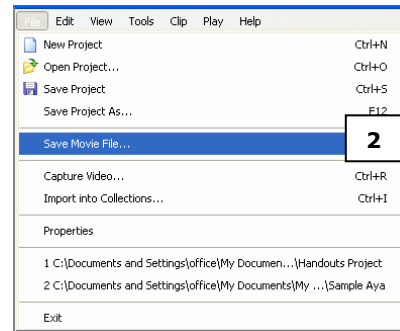 File Edit View Tools Clip Play Help
New Project Ctrl+N
Open Project... Ctrl+O
Save Project Ctrl+S
Save Project As... F12
Save Movie File... 2
Capture Video... Ctrl+R
Import into Collections... Ctrl+I
Properties
1 C:\Documents and Settings\office\My Documen...\Handouts Project
2 C:\Documents and Settings\office\My Documents\My ...\Sample Aya
Exit